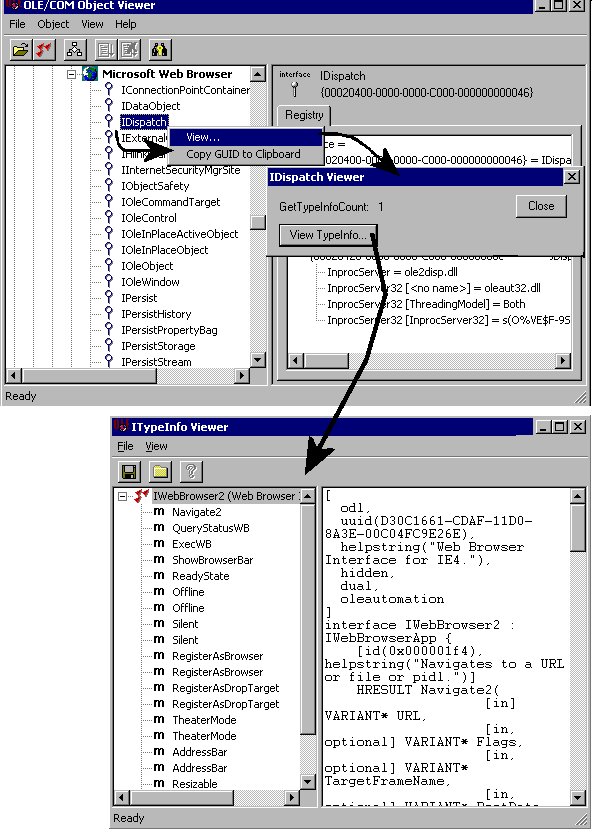 OLE/COM Object Viewer
File Object View Help
Microsoft Web Browser
IConnectionPointContainer
IDataObject
IDispatch
IExternal
View...
Copy GUID to Clipboard
IInternetSecurityMgrSite
IObjectSafety
IOleCommandTarget
IOleControl
IOleInPlaceActiveObject
IOleInPlaceObject
IOleObject
IOleWindow
IPersist
IPersistHistory
IPersistPropertyBag
IPersistStorage
IPersistStream
interface IDispatch
{00020400-0000-0000-C000-000000000046}
Registry
ce =
0020400-0000-0000-C000-000000000046} = IDispa
IDispatch Viewer
GetTypeInfoCount: 1
Close
View TypeInfo...
InprocServer = ole2disp.dll
InprocServer32 [<no name>] = oleaut32.dll
InprocServer32 [ThreadingModel] = Both
InprocServer32 [InprocServer32] = s(O%VE$F-9S
Ready
ITypeInfo Viewer
File View
IWebBrowser2 (Web Browser
Navigate2
QueryStatusWB
ExecWB
ShowBrowserBar
ReadyState
Offline
Offline
Silent
Silent
RegisterAsBrowser
RegisterAsBrowser
RegisterAsDropTarget
RegisterAsDropTarget
TheaterMode
TheaterMode
AddressBar
AddressBar
Resizable
[
odl,
uuid(D30C1661-CDAF-11D0-
8A3E-00C04FC9E26E),
helpstring("Web Browser
Interface for IE4."),
hidden,
dual,
oleautomation
]
interface IWebBrowser2 :
IWebBrowserApp {
[id(0x000001f4),
helpstring("Navigates to a URL
or file or pidl.")]
HRESULT Navigate2(
[in]
VARIANT* URL,
[in,
optional] VARIANT* Flags,
[in,
optional] VARIANT*
TargetFrameName,
[in,
optional] VARIANT* PostData
Ready